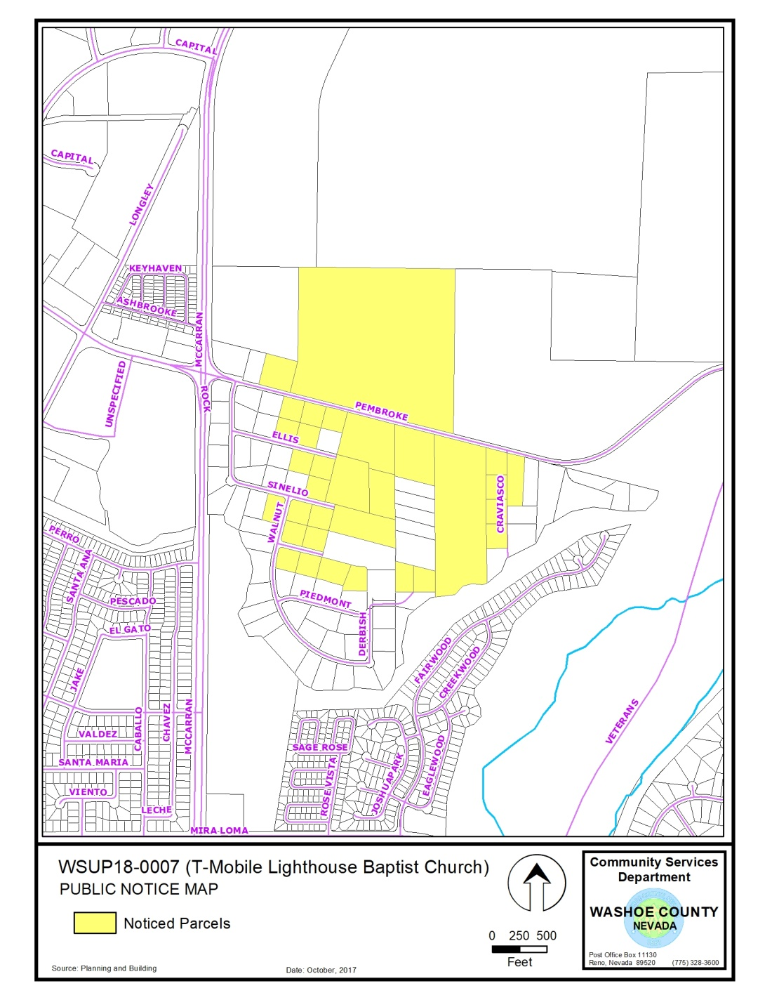 CAPITAL
CAPITAL
LONGLEY
KEYHAVEN
ASHBROOKE
MCCARRAN
UNSPECIFIED
ROCK
PEMBROKE
ELLIS
SINELIO
WALNUT
CRAVIASCO
PERRO
SANTA ANA
PESCADO
EL GATO
PIEDMONT
DERBISH
JAKE
FAIRWOOD
CREEKWOOD
CABALLO
CHAVEZ
MCCARRAN
VETERANS
VALDEZ
SAGE ROSE
SANTA MARIA
ROSE VISTA
JOSHUAPARK
EAGLEWOOD
VIENTO
LECHE
MIRA LOMA
WSUP18-0007 (T-Mobile Lighthouse Baptist Church)
PUBLIC NOTICE MAP
Noticed Parcels
Source: Planning and Building
Date: October, 2017
0 250 500
Feet
Community Services
Department
WASHOE COUNTY
NEVADA
Post Office Box 11130
Reno, Nevada 89520 (775) 328-3600